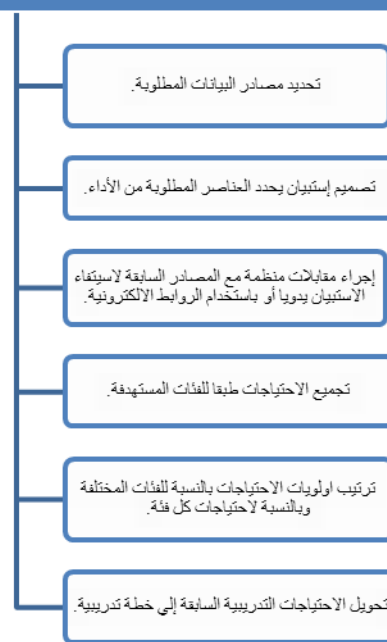 تحديد مصادر البيانات المطلوبة.
تصميم إستبيان يحدد العناصر المطلوبة من الأداء.
إجراء مقابلات منظمة مع المصادر السابقة لاسيتفاء
الاستبيان يدويا أو باستخدام الروابط الالكترونية.
تجميع الاحتياجات طبقا للفئات المستهدفة.
ترتيب اولويات الاحتياجات بالنسبة للفئات المختلفة
وبالنسبة لاحتياجات كل فئة.
تحويل الاحتياجات التدريبية السابقة إلي خطة تدريبية.